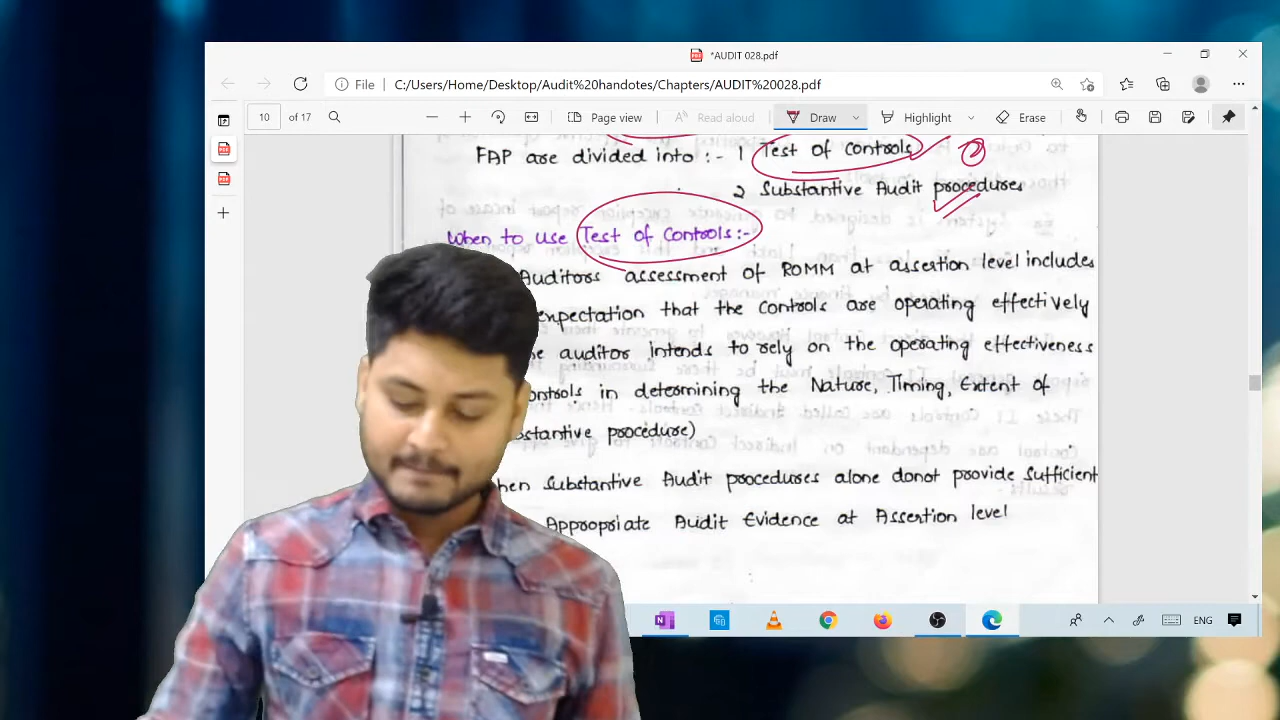 *AUDIT 028.pdf
File C:/Users/Home/Desktop/Audit%20handotes/Chapters/AUDIT%20028.pdf
10 of 17 Page view Read aloud Draw Highlight Erase
FAP are divided into :- 1 Test of Controls
2 Substantive Audit procedures
When to use Test of Controls :-
Auditors assessment of ROMM at assertion level includes
expectation that the Controls are operating effectively
auditor intends to rely on the operating effectiveness
in determining the Nature, Timing, Extent of
procedure)
Substantive Audit procedures alone donot provide Sufficient
Appropriate Audit Evidence at Assertion level
ENG